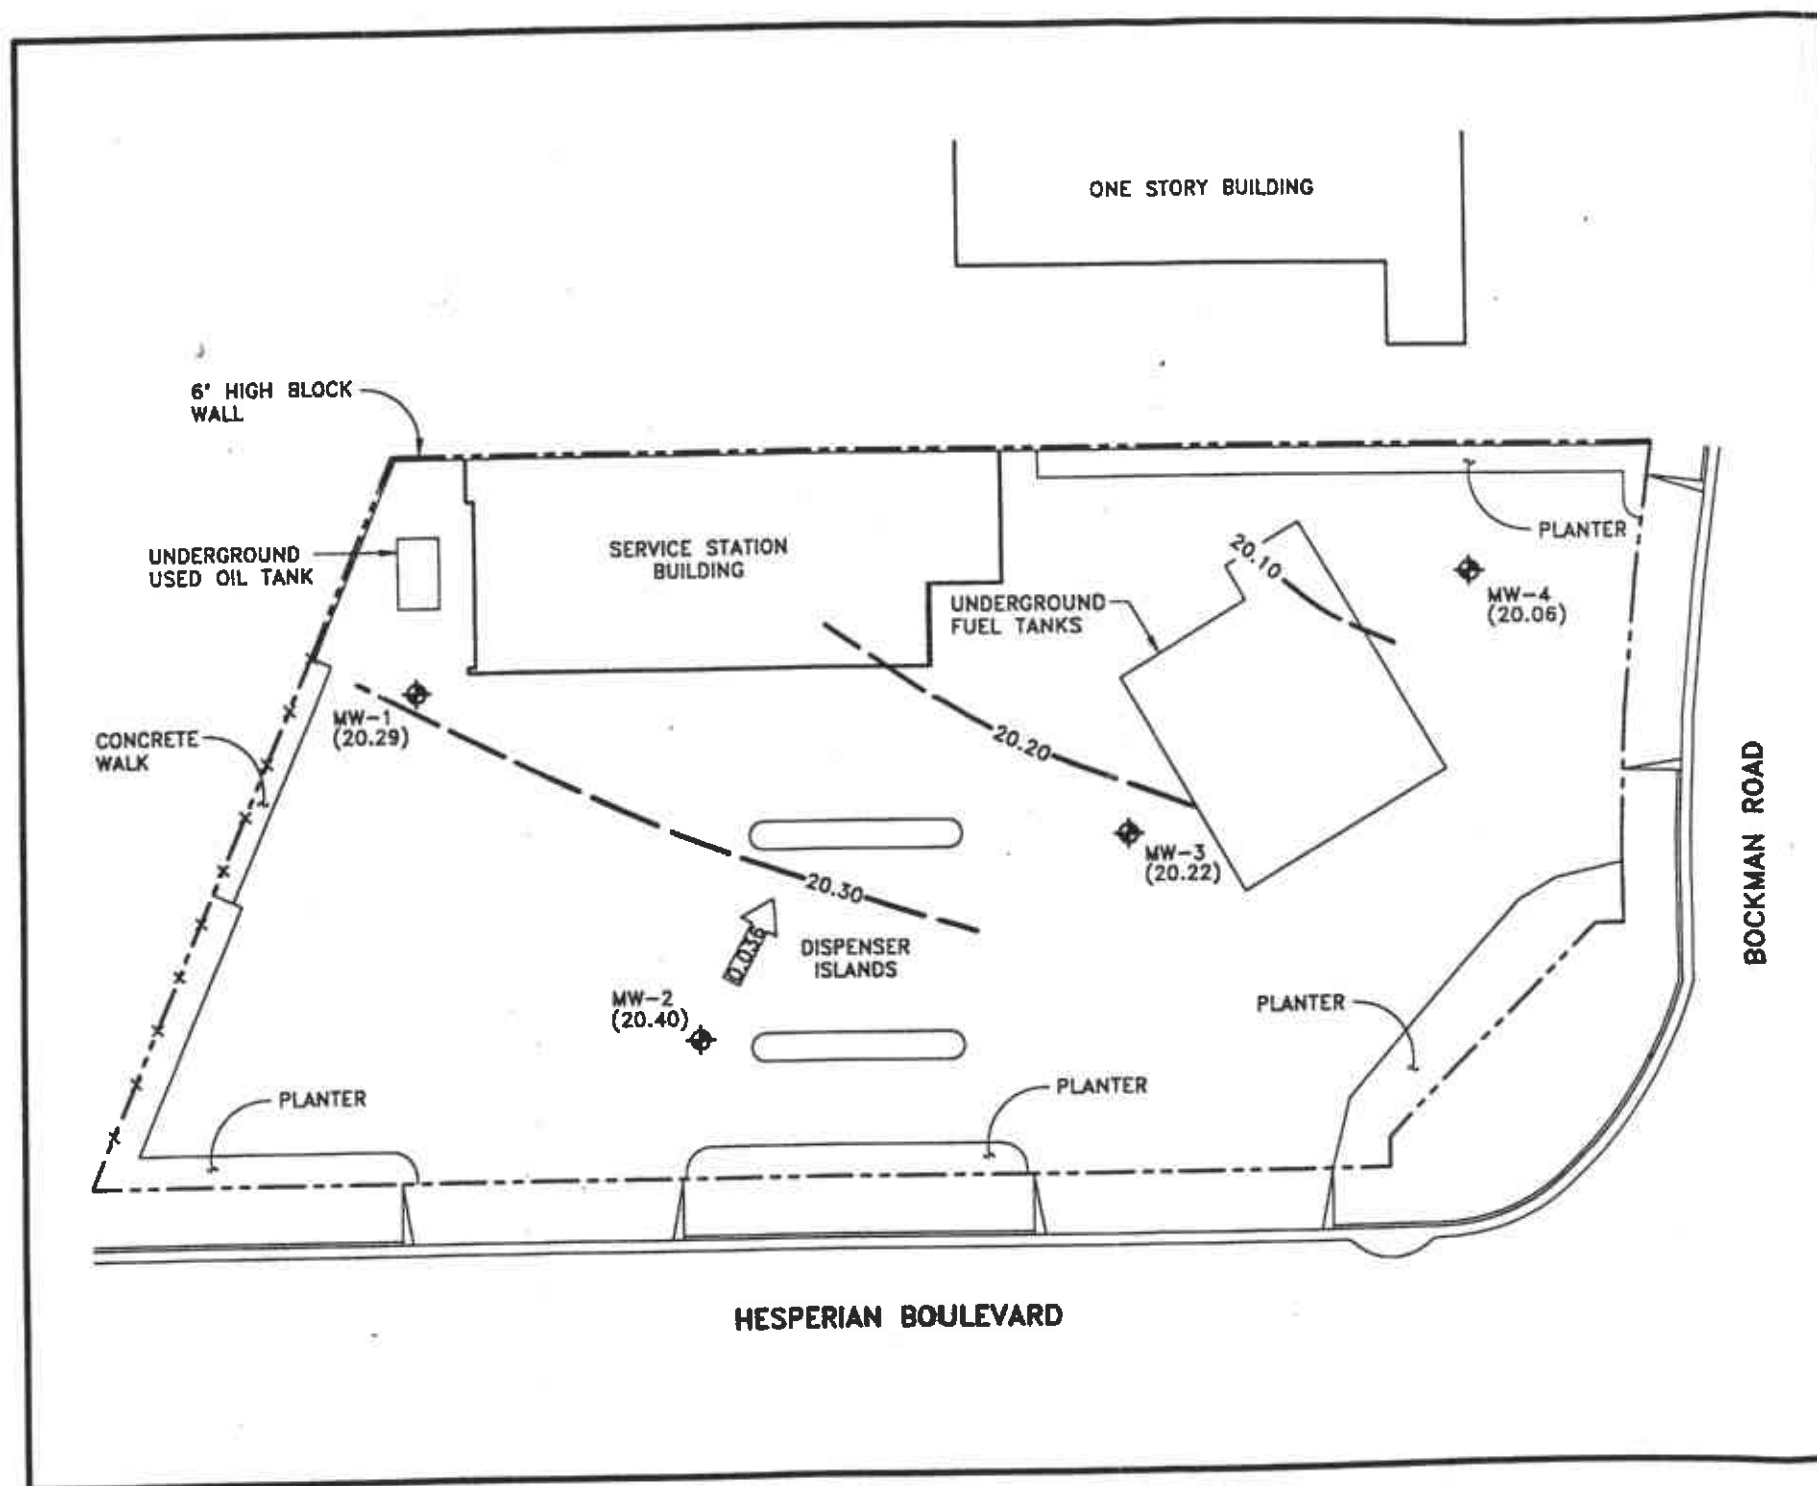 ONE STORY BUILDING
6' HIGH BLOCK
WALL
UNDERGROUND
USED OIL TANK
SERVICE STATION
BUILDING
UNDERGROUND
FUEL TANKS
20.10
PLANTER
MW-4
(20.06)
MW-1
(20.29)
CONCRETE
WALK
20.20
MW-3
(20.22)
20.30
0.036
DISPENSER
ISLANDS
MW-2
(20.40)
PLANTER
PLANTER
PLANTER
BOCKMAN ROAD
HESPERIAN BOULEVARD